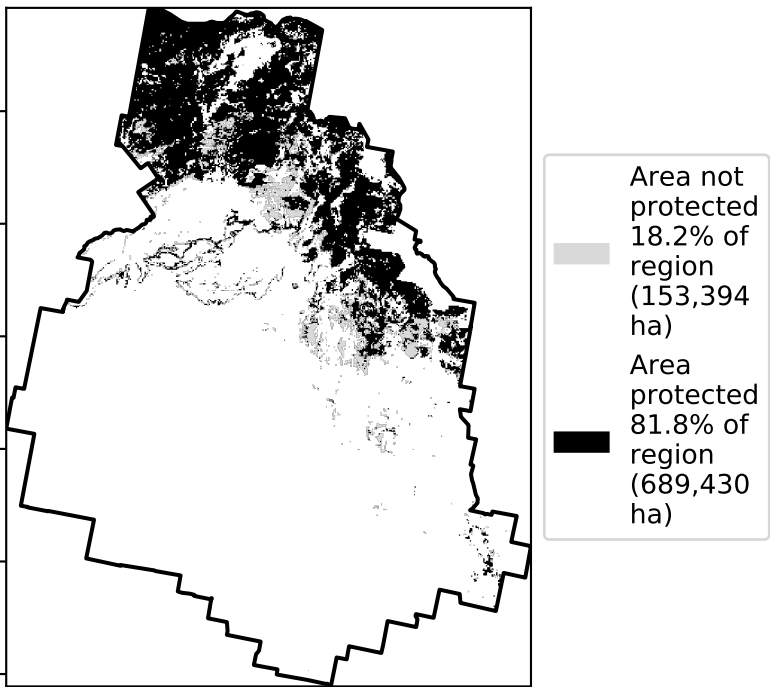 Area not
protected
18.2% of
region
(153,394
ha)
Area
protected
81.8% of
region
(689,430
ha)